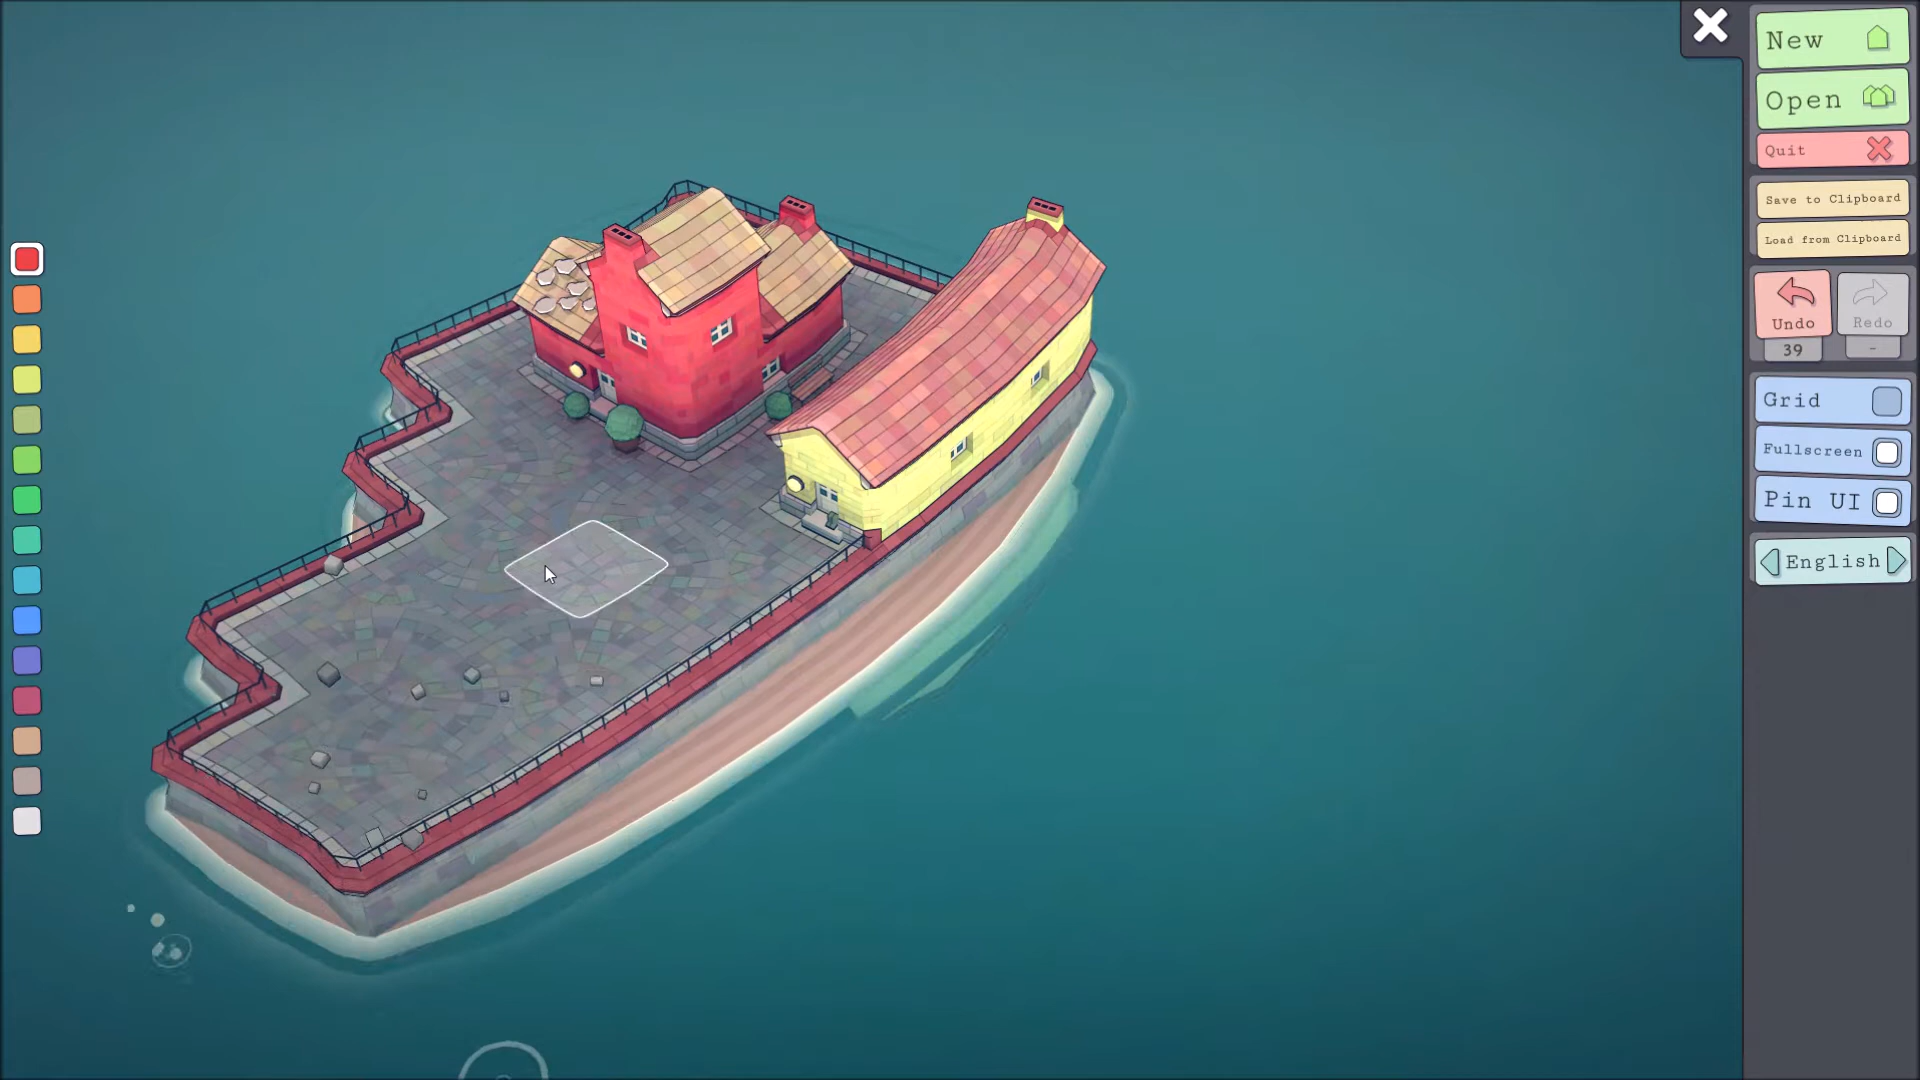 New
Open
Quit
Save to Clipboard
Load from Clipboard
Undo
Redo
39
-
Grid
Fullscreen
Pin UI
English